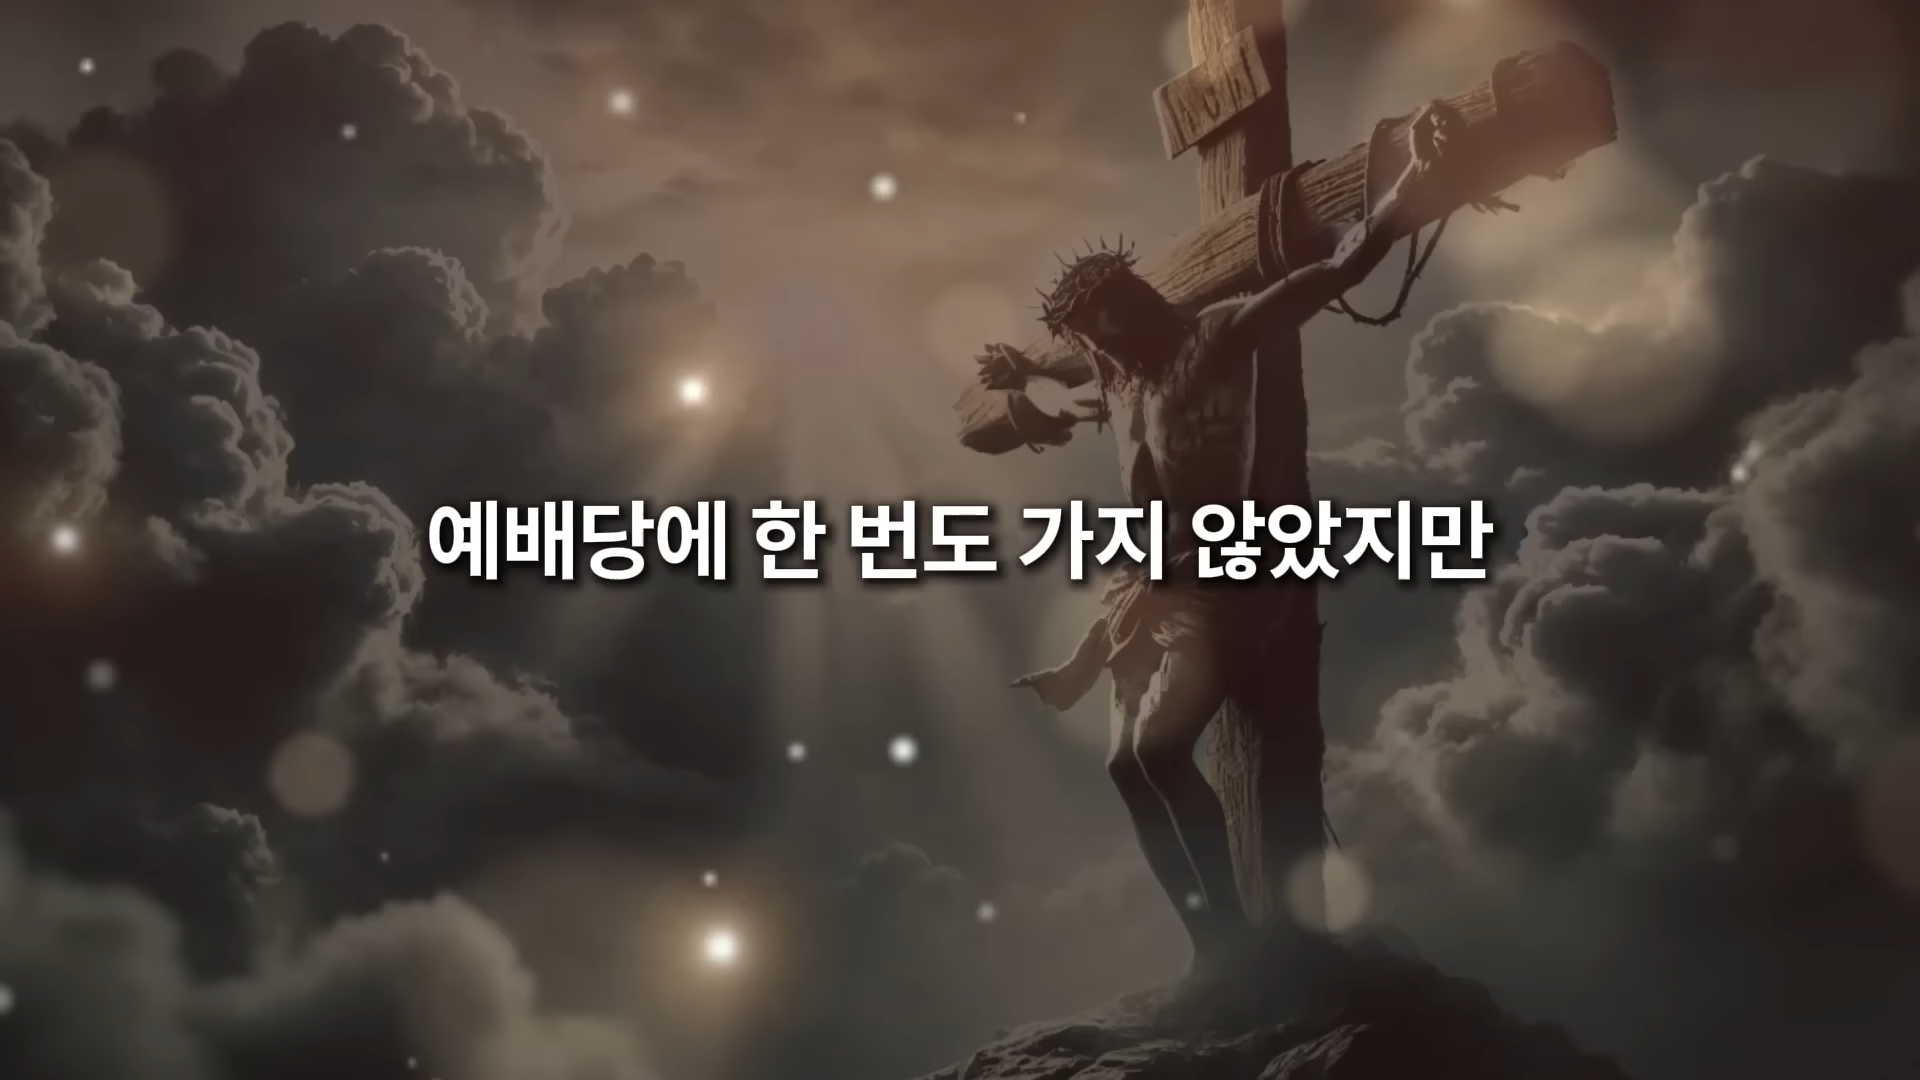 예배당에 한 번도 가지 않았지만